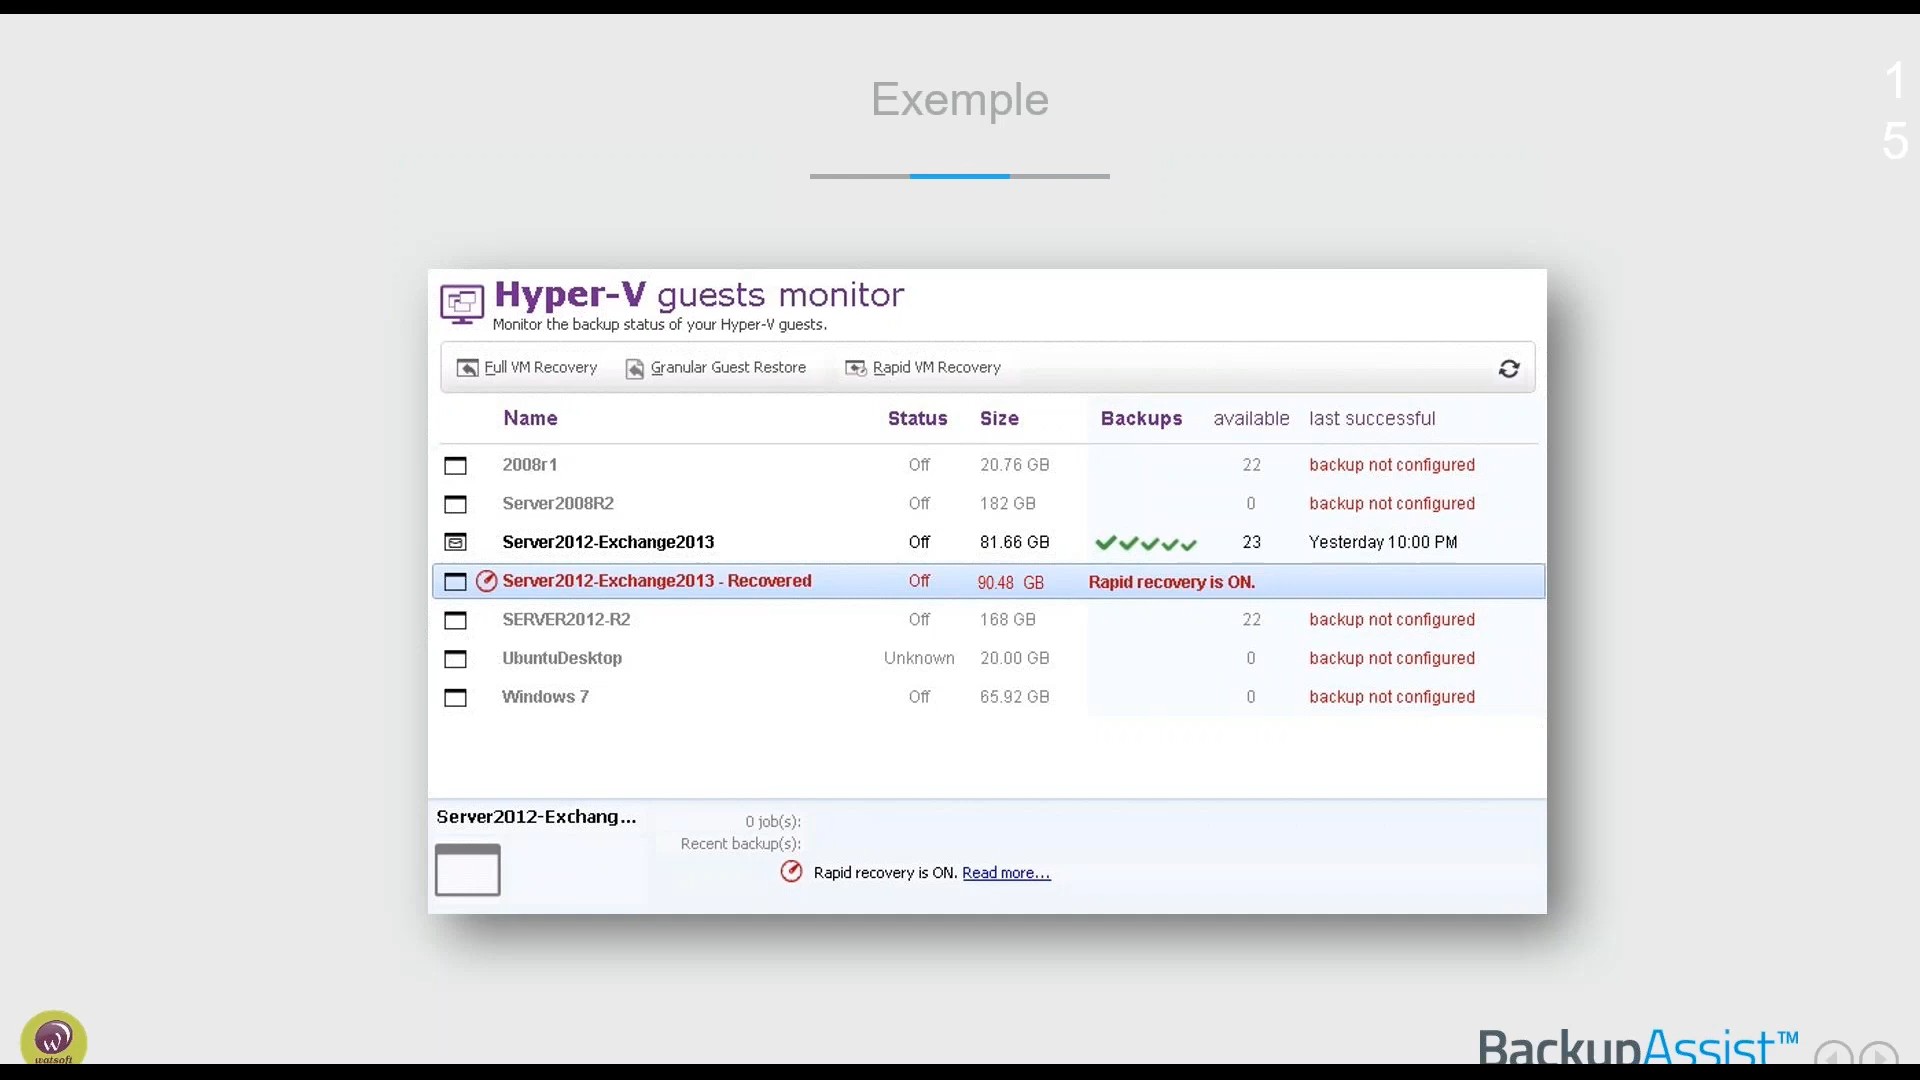 Exemple
1
5
Hyper-V guests monitor
Monitor the backup status of your Hyper-V guests.
Full VM Recovery Granular Guest Restore Rapid VM Recovery
Name Status Size Backups available last successful
2008r1 Off 20.76 GB 22 backup not configured
Server2008R2 Off 182 GB 0 backup not configured
Server2012-Exchange2013 Off 81.66 GB 23 Yesterday 10:00 PM
Server2012-Exchange2013 - Recovered Off 90.48 GB Rapid recovery is ON.
SERVER2012-R2 Off 168 GB 22 backup not configured
UbuntuDesktop Unknown 20.00 GB 0 backup not configured
Windows 7 Off 65.92 GB 0 backup not configured
Server2012-Exchang...
0 job(s):
Recent backup(s):
Rapid recovery is ON. Read more...
watsoft
BackupAssist™